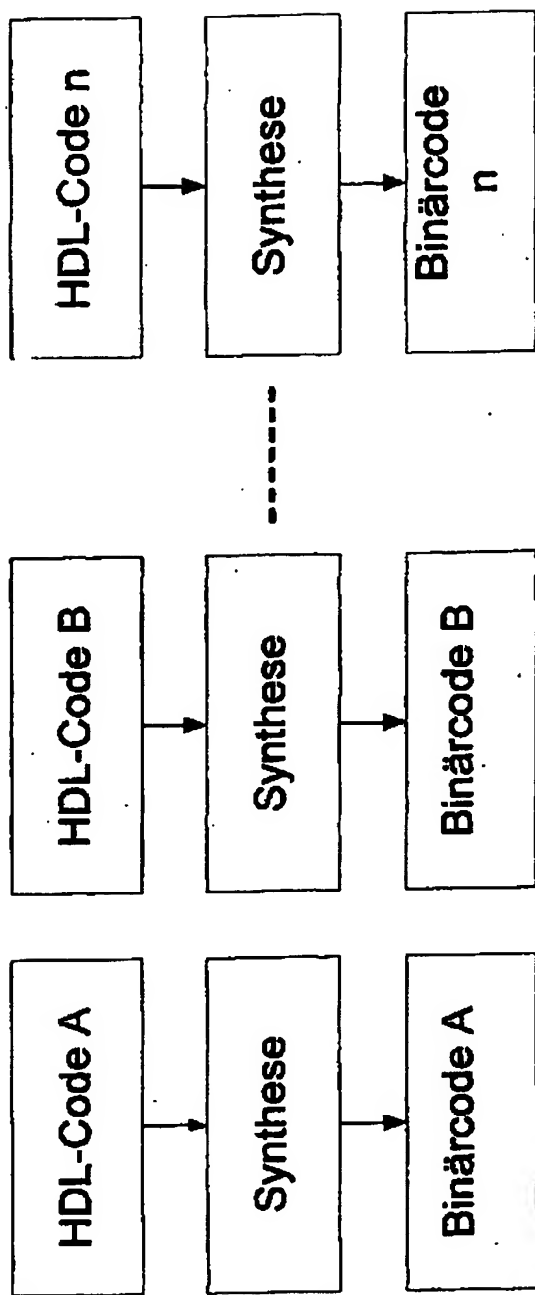 HDL-Code A
Synthese
Binärcode A
HDL-Code B
Synthese
Binärcode B
HDL-Code n
Synthese
Binärcode
n